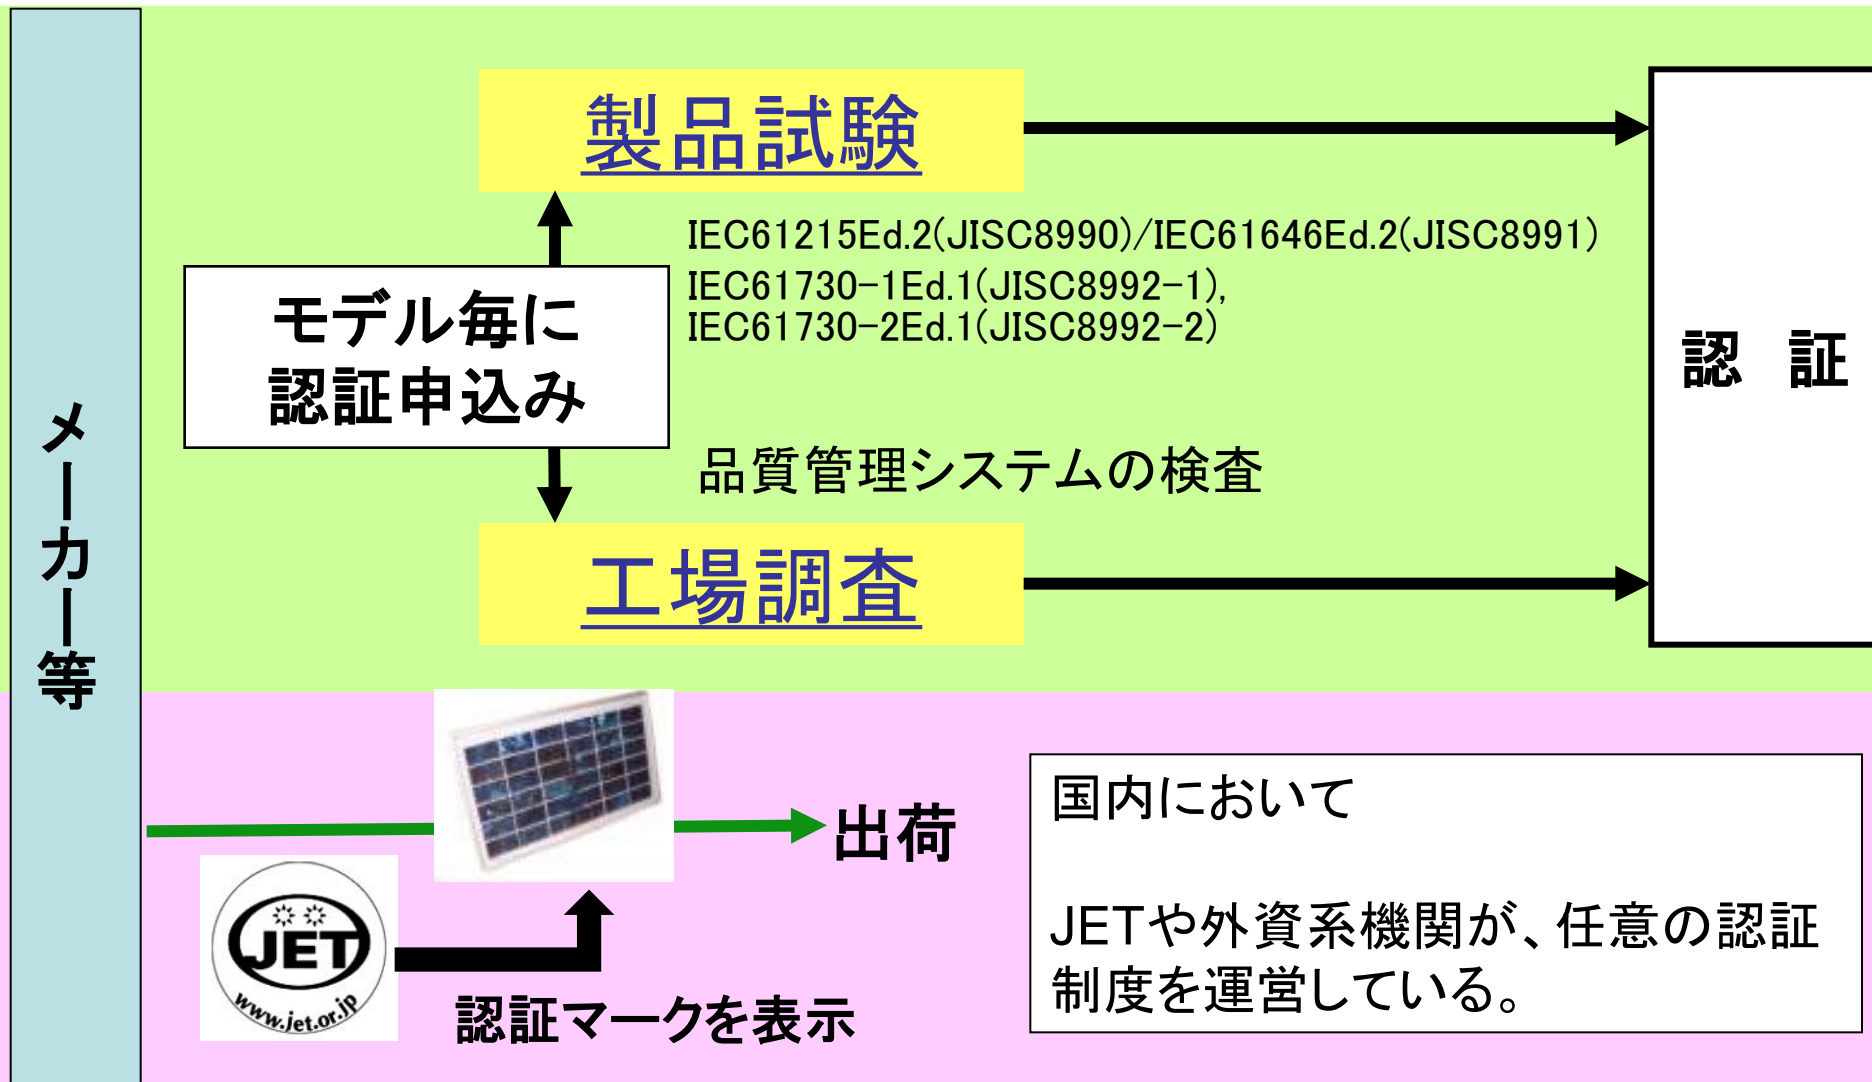 メーカー等
製品試験
IEC61215Ed.2(JISC8990)/IEC61646Ed.2(JISC8991)
IEC61730-1Ed.1(JISC8992-1),
IEC61730-2Ed.1(JISC8992-2)
モデル毎に
認証申込み
認 証
品質管理システムの検査
工場調査
出荷
JET
www.jet.or.jp
認証マークを表示
国内において
JETや外資系機関が、任意の認証
制度を運営している。